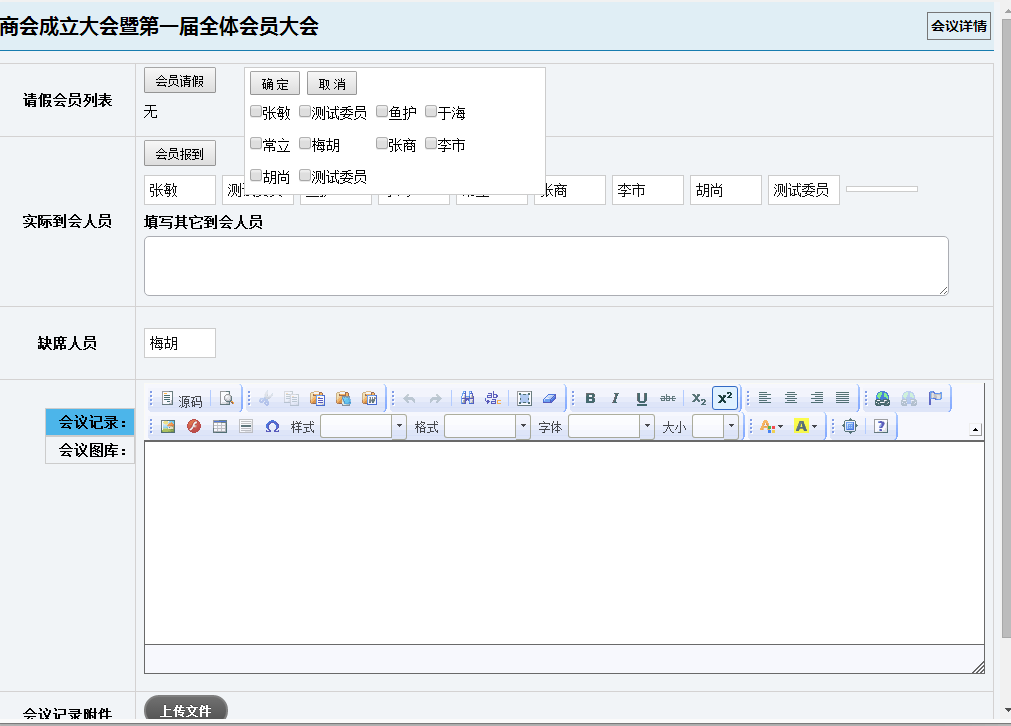 商会成立大会暨第一届全体会员大会
会议详情
请假会员列表
会员请假
无
确 定 取 消
张敏 测试委员 鱼护 于海
常立 梅胡 张商 李市
胡尚 测试委员
实际到会人员
会员报到
张敏 张商 李市 胡尚 测试委员
填写其它到会人员
缺席人员
梅胡
会议记录：
会议图库：
源码 B I U abc X₂ X²
样式 格式 字体 大小 A A ?
会议记录附件
上传文件